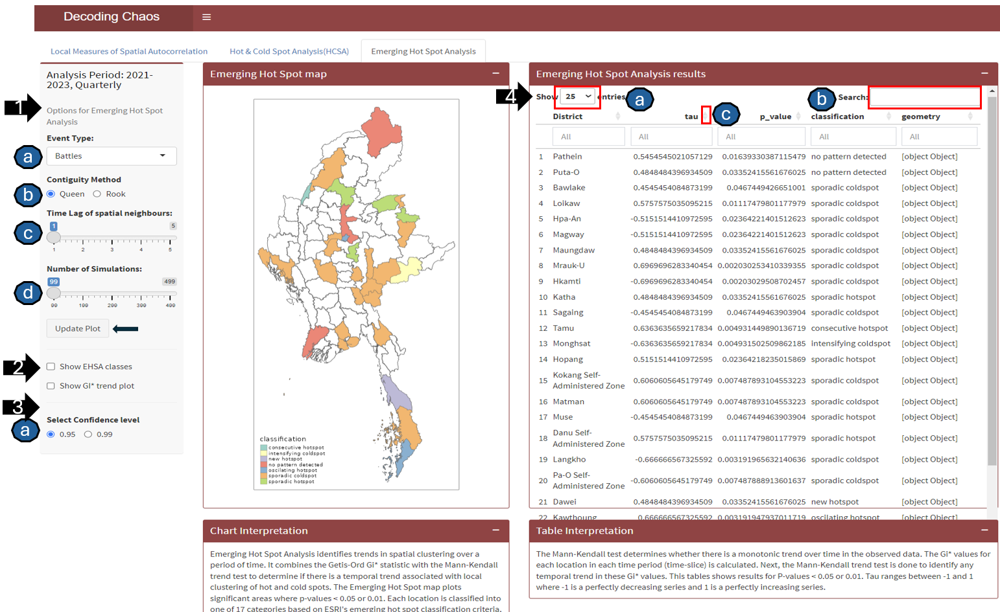 Decoding Chaos
Local Measures of Spatial Autocorrelation
Hot & Cold Spot Analysis(HCSA)
Emerging Hot Spot Analysis
Analysis Period: 2021-
2023, Quarterly
1
Options for Emerging Hot Spot
Analysis
Event Type:
a
Battles
Contiguity Method
b
Queen Rook
Time Lag of spatial neighbours:
c
1 5
1 2 3 4 5
Number of Simulations:
d
99 499
99 199 299 399 499
Update Plot
2
Show EHSA classes
Show GI* trend plot
3
Select Confidence level
a
0.95 0.99
Emerging Hot Spot map
classification
consecutive hotspot
intensifying coldspot
new hotspot
no pattern detected
oscilating hotspot
sporadic coldspot
sporadic hotspot
Emerging Hot Spot Analysis results
4 Show 25 entries a b Search:
District tau c p_value classification geometry
All All All All All
1 Pathein 0.5454545021057129 0.01639330387115479 no pattern detected [object Object]
2 Puta-O 0.4848484396934509 0.03352415561676025 no pattern detected [object Object]
3 Bawlake 0.4545454084873199 0.0467449426651001 sporadic coldspot [object Object]
4 Loikaw 0.5757575035095215 0.01117479801177979 sporadic coldspot [object Object]
5 Hpa-An -0.5151514410972595 0.02364221401512623 sporadic coldspot [object Object]
6 Magway -0.5151514410972595 0.02364221401512623 sporadic coldspot [object Object]
7 Maungdaw 0.4848484396934509 0.03352415561676025 sporadic coldspot [object Object]
8 Mrauk-U 0.6969696283340454 0.002030253410339355 sporadic coldspot [object Object]
9 Hkamti -0.6969696283340454 0.00203029508702457 sporadic coldspot [object Object]
10 Katha 0.4848484396934509 0.03352415561676025 sporadic hotspot [object Object]
11 Sagaing -0.4545454084873199 0.0467449463903904 sporadic coldspot [object Object]
12 Tamu 0.6363635659217834 0.004931449890136719 consecutive hotspot [object Object]
13 Monghsat -0.6363635659217834 0.004931502509862185 intensifying coldspot [object Object]
14 Hopang 0.5151514410972595 0.02364218235015869 sporadic hotspot [object Object]
15 Kokang Self-
Administered Zone 0.6060605645179749 0.007487893104553223 sporadic coldspot [object Object]
16 Matman 0.6060605645179749 0.007487893104553223 sporadic coldspot [object Object]
17 Muse -0.4545454084873199 0.0467449463903904 sporadic hotspot [object Object]
18 Danu Self-
Administered Zone 0.5757575035095215 0.01117479801177979 sporadic hotspot [object Object]
19 Langkho -0.666666567325592 0.003191965632140636 sporadic coldspot [object Object]
20 Pa-O Self-
Administered Zone -0.6060605645179749 0.007487888913601637 sporadic coldspot [object Object]
21 Dawei 0.4848484396934509 0.03352415561676025 new hotspot [object Object]
22 Kawthoung 0.666666567325592 0.003191947937011719 oscilating hotspot [object Object]
Chart Interpretation
Emerging Hot Spot Analysis identifies trends in spatial clustering over a
period of time. It combines the Getis-Ord Gi* statistic with the Mann-Kendall
trend test to determine if there is a temporal trend associated with local
clustering of hot and cold spots. The Emerging Hot Spot map plots
significant areas where p-values < 0.05 or 0.01. Each location is classified into
one of 17 categories based on ESRI's emerging hot spot classification criteria.
Table Interpretation
The Mann-Kendall test determines whether there is a monotonic trend over time in the observed data. The Gi* values for
each location in each time period (time-slice) is calculated. Next, the Mann-Kendall trend test is done to identify any
temporal trend in these Gi* values. This tables shows results for P-values < 0.05 or 0.01. Tau ranges between -1 and 1
where -1 is a perfectly decreasing series and 1 is a perfectly increasing series.